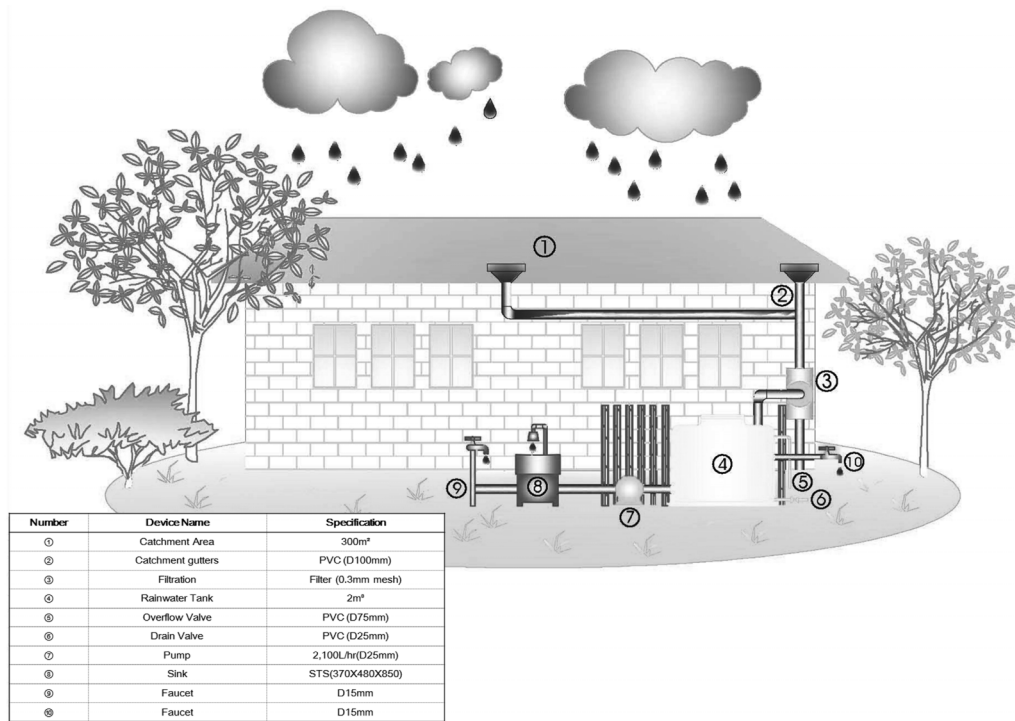 ①
②
③
④
⑤
⑥
⑦
⑧
⑨
⑩
Number Device Name Specification
① Catchment Area 300m²
② Catchment gutters PVC (D100mm)
③ Filtration Filter (0.3mm mesh)
④ Rainwater Tank 2m³
⑤ Overflow Valve PVC (D75mm)
⑥ Drain Valve PVC (D25mm)
⑦ Pump 2,100L/hr(D25mm)
⑧ Sink STS(370X480X850)
⑨ Faucet D15mm
⑩ Faucet D15mm